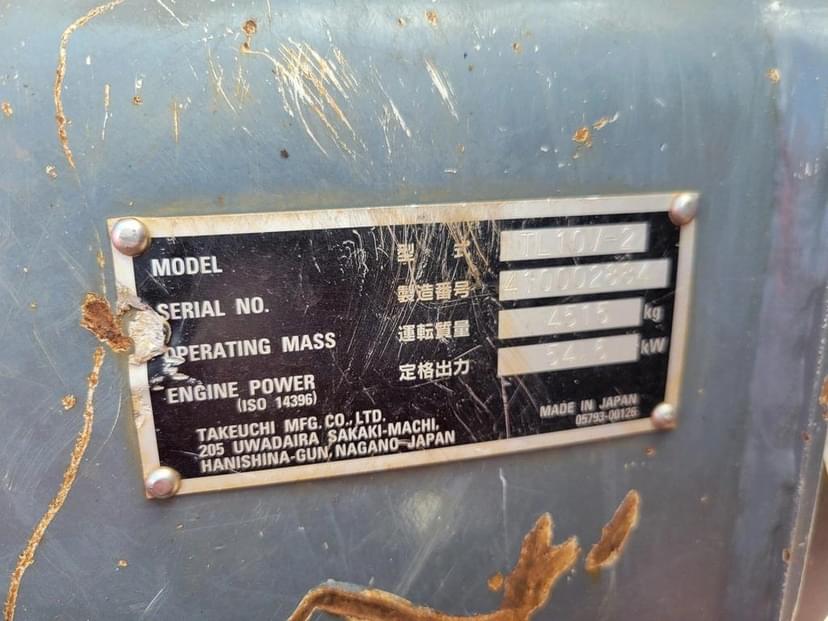 MODEL 型式 TL10V-2
SERIAL NO. 製造番号
OPERATING MASS 運転質量 4515 kg
ENGINE POWER 定格出力 54.6 kW
(ISO 14396)
TAKEUCHI MFG. CO., LTD.
205 UWADAIRA, SAKAKI-MACHI,
HANISHINA-GUN, NAGANO-JAPAN
MADE IN JAPAN
05793-00126